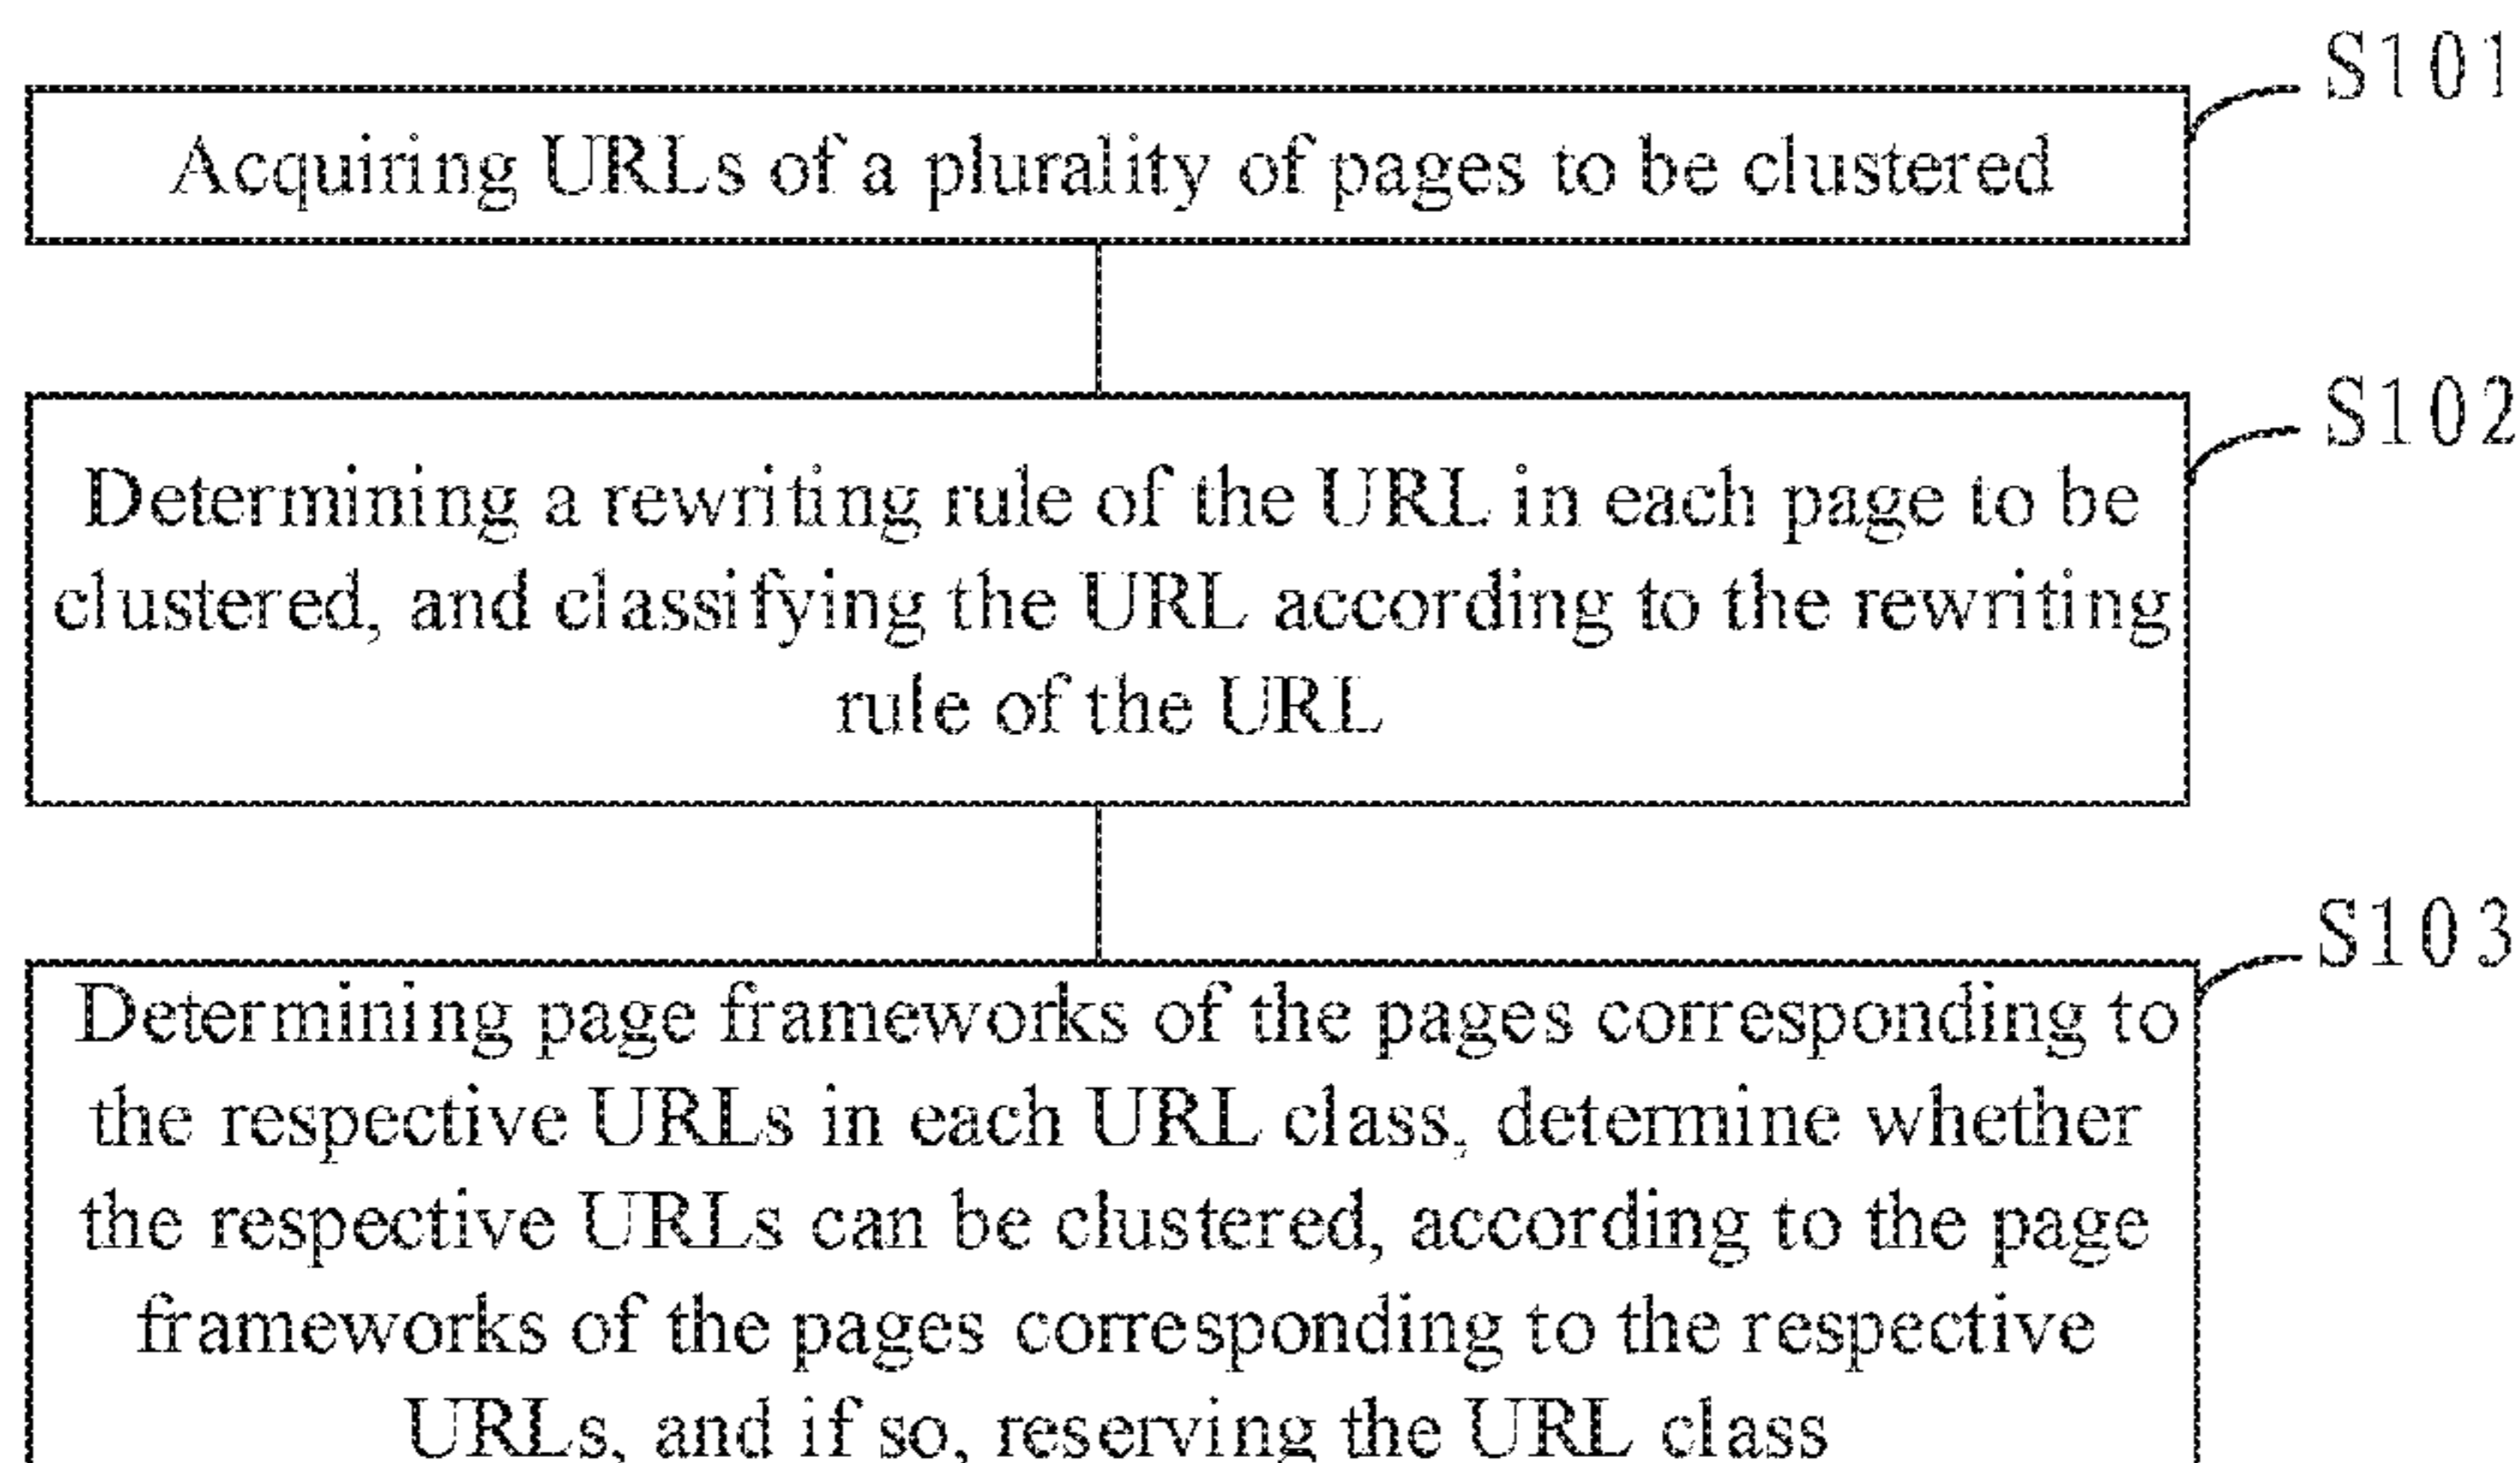 S101
Acquiring URLs of a plurality of pages to be clustered
S102
Determining a rewriting rule of the URL in each page to be
clustered, and classifying the URL according to the rewriting
rule of the URL
S103
Determining page frameworks of the pages corresponding to
the respective URLs in each URL class, determine whether
the respective URLs can be clustered, according to the page
frameworks of the pages corresponding to the respective
URLs, and if so, reserving the URL class